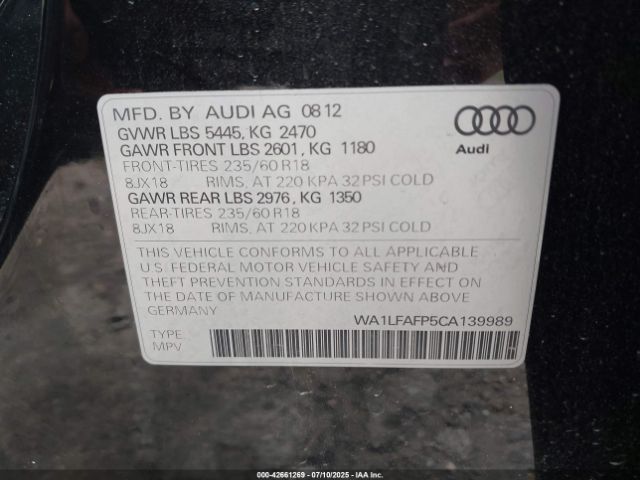 MFD. BY AUDI AG 08 12
GVWR LBS 5445, KG 2470
GAWR FRONT LBS 2601, KG 1180
FRONT-TIRES 235/60 R18
8JX18 RIMS, AT 220 KPA 32 PSI COLD
GAWR REAR LBS 2976, KG 1350
REAR-TIRES 235/60 R18
8JX18 RIMS, AT 220 KPA 32 PSI COLD
Audi
THIS VEHICLE CONFORMS TO ALL APPLICABLE
U.S. FEDERAL MOTOR VEHICLE SAFETY AND
THEFT PREVENTION STANDARDS IN EFFECT ON
THE DATE OF MANUFACTURE SHOWN ABOVE
GERMANY
WA1LFAFP5CA139989
TYPE:
MPV
000-42661269 07/10/2025 IAAI.COM